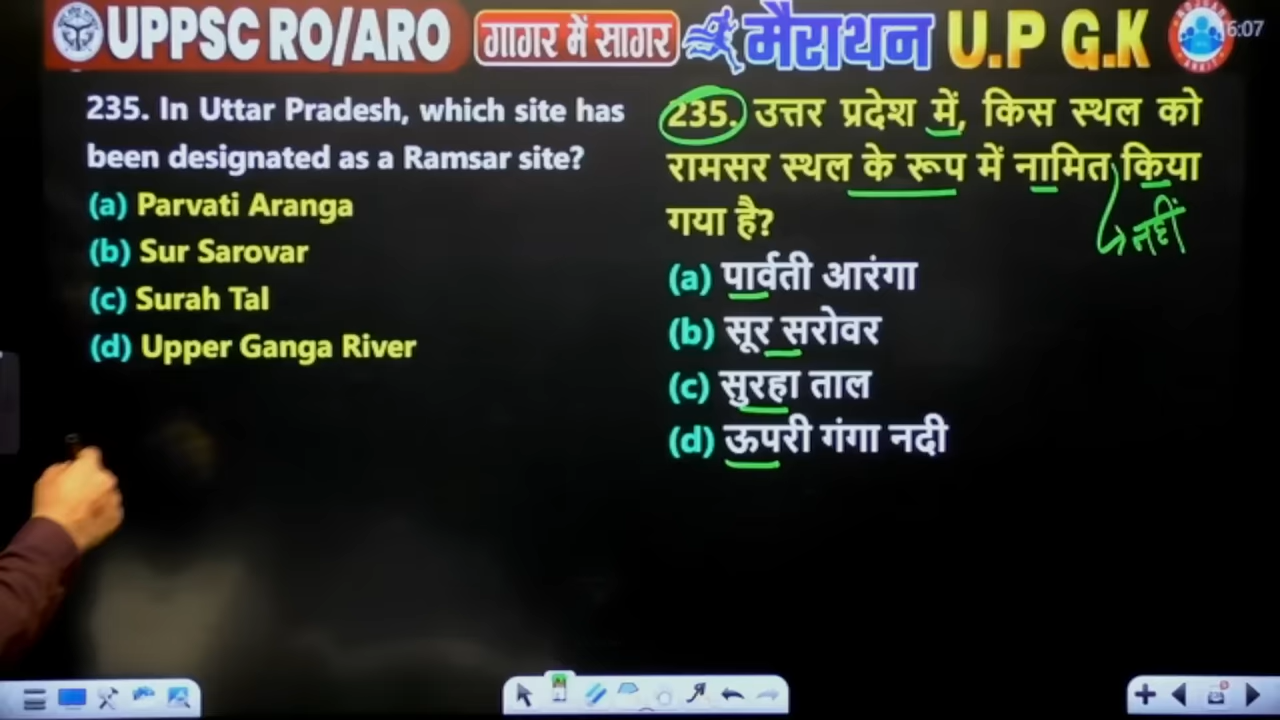 UPPSC RO/ARO गागर में सागर मैराथन U.P G.K
6:07
235. In Uttar Pradesh, which site has
been designated as a Ramsar site?
(a) Parvati Aranga
(b) Sur Sarovar
(c) Surah Tal
(d) Upper Ganga River
235. उत्तर प्रदेश में, किस स्थल को
रामसर स्थल के रूप में नामित किया
गया है?
नहीं
(a) पार्वती आरंगा
(b) सूर सरोवर
(c) सुरहा ताल
(d) ऊपरी गंगा नदी